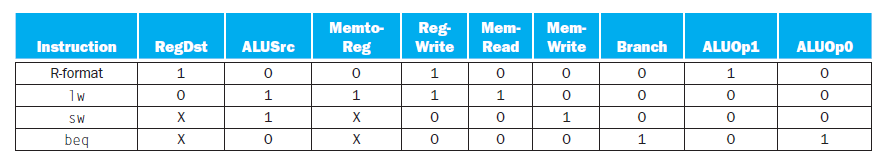 Instruction RegDst ALUSrc Memto-Reg Reg-Write Mem-Read Mem-Write Branch ALUOp1 ALUOp0
R-format 1 0 0 1 0 0 0 1 0
lw 0 1 1 1 1 0 0 0 0
sw X 1 X 0 0 1 0 0 0
beq X 0 X 0 0 0 1 0 1